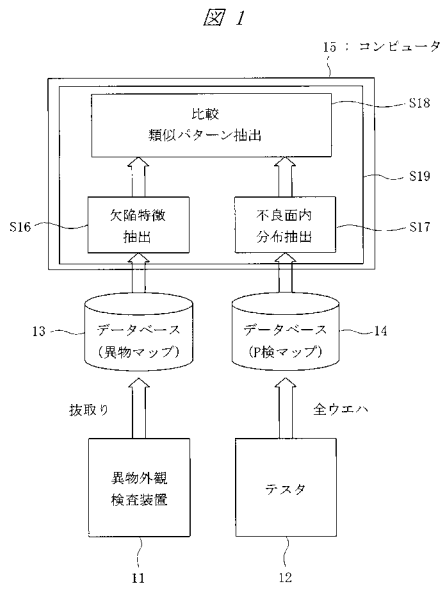 図 1
15 : コンピュータ
S18
比較
類似パターン抽出
S19
S16
欠陥特徴
抽出
不良面内
分布抽出
S17
13
データベース
(異物マップ)
データベース
(P検マップ)
14
抜取り
全ウエハ
異物外観
検査装置
テスタ
11
12